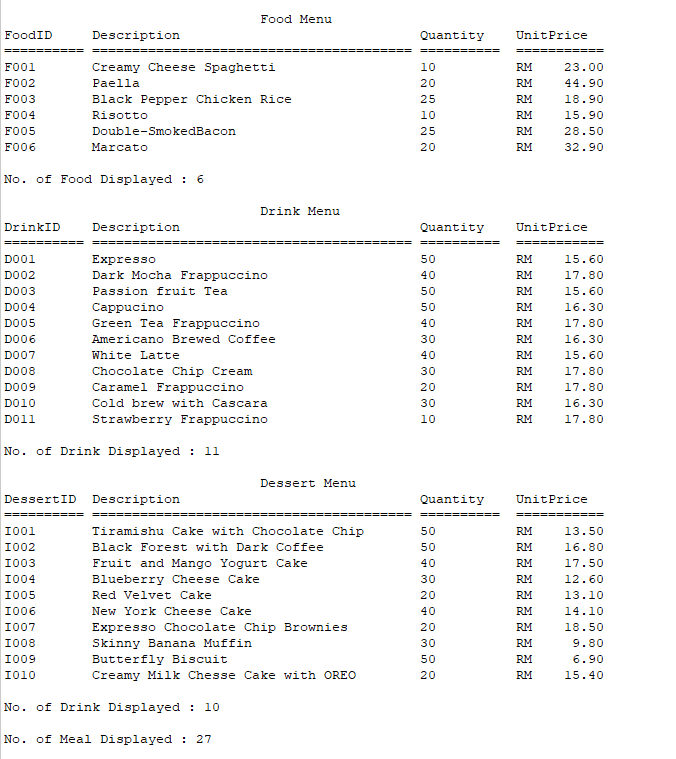 Food Menu
FoodID Description Quantity UnitPrice
========== ======================================== ========== ===========
F001 Creamy Cheese Spaghetti 10 RM 23.00
F002 Paella 20 RM 44.90
F003 Black Pepper Chicken Rice 25 RM 18.90
F004 Risotto 10 RM 15.90
F005 Double-SmokedBacon 25 RM 28.50
F006 Marcato 20 RM 32.90
No. of Food Displayed : 6
Drink Menu
DrinkID Description Quantity UnitPrice
========== ======================================== ========== ===========
D001 Expresso 50 RM 15.60
D002 Dark Mocha Frappuccino 40 RM 17.80
D003 Passion fruit Tea 50 RM 15.60
D004 Cappucino 50 RM 16.30
D005 Green Tea Frappuccino 40 RM 17.80
D006 Americano Brewed Coffee 30 RM 16.30
D007 White Latte 40 RM 15.60
D008 Chocolate Chip Cream 30 RM 17.80
D009 Caramel Frappuccino 20 RM 17.80
D010 Cold brew with Cascara 30 RM 16.30
D011 Strawberry Frappuccino 10 RM 17.80
No. of Drink Displayed : 11
Dessert Menu
DessertID Description Quantity UnitPrice
========== ======================================== ========== ===========
I001 Tiramishu Cake with Chocolate Chip 50 RM 13.50
I002 Black Forest with Dark Coffee 50 RM 16.80
I003 Fruit and Mango Yogurt Cake 40 RM 17.50
I004 Blueberry Cheese Cake 30 RM 12.60
I005 Red Velvet Cake 20 RM 13.10
I006 New York Cheese Cake 40 RM 14.10
I007 Expresso Chocolate Chip Brownies 20 RM 18.50
I008 Skinny Banana Muffin 30 RM 9.80
I009 Butterfly Biscuit 50 RM 6.90
I010 Creamy Milk Chesse Cake with OREO 20 RM 15.40
No. of Drink Displayed : 10
No. of Meal Displayed : 27